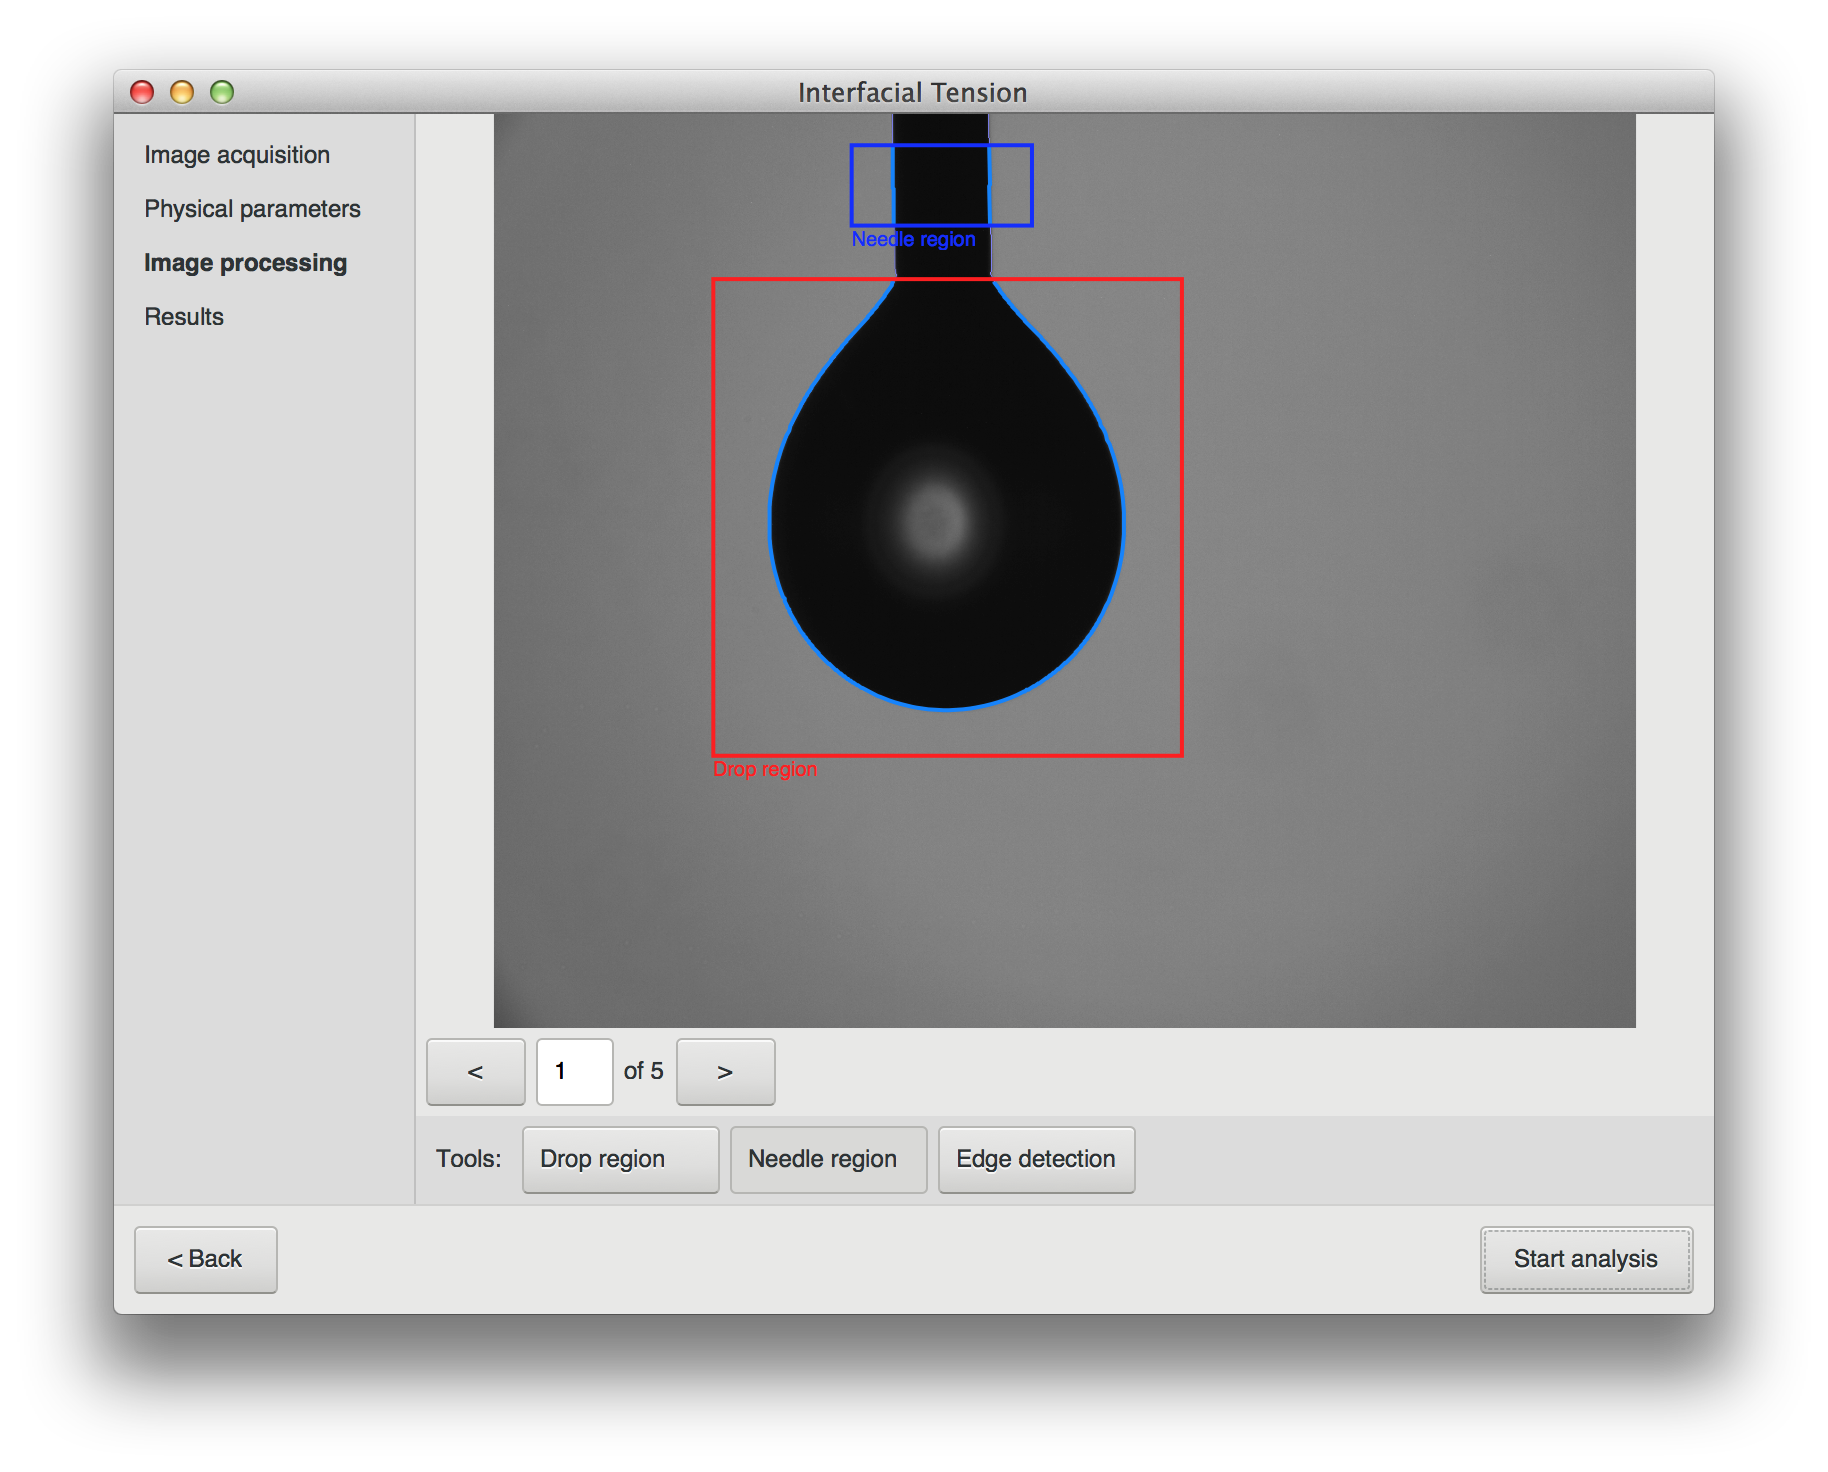 Interfacial Tension
Image acquisition
Physical parameters
Image processing
Results
Needle region
Drop region
<
1
of 5
>
Tools:
Drop region
Needle region
Edge detection
< Back
Start analysis